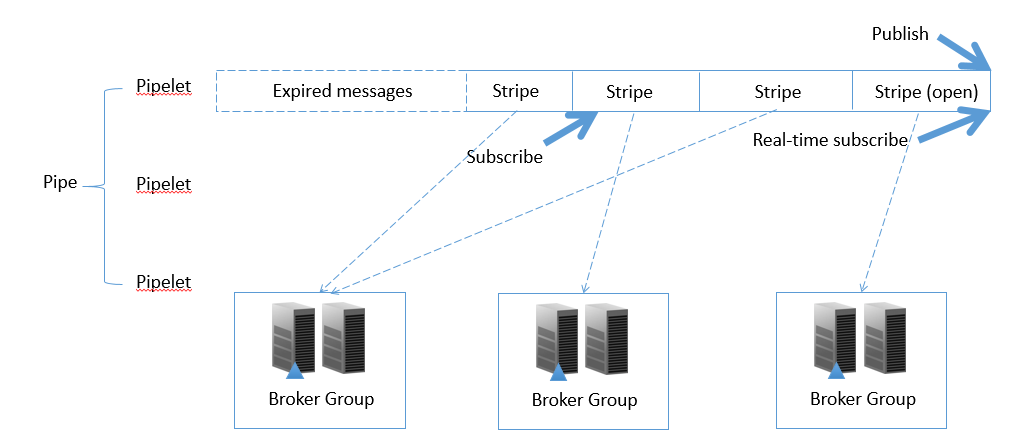 Publish
Pipelet
Expired messages
Stripe
Stripe
Stripe
Stripe (open)
Real-time subscribe
Subscribe
Pipe
Pipelet
Pipelet
Broker Group
Broker Group
Broker Group